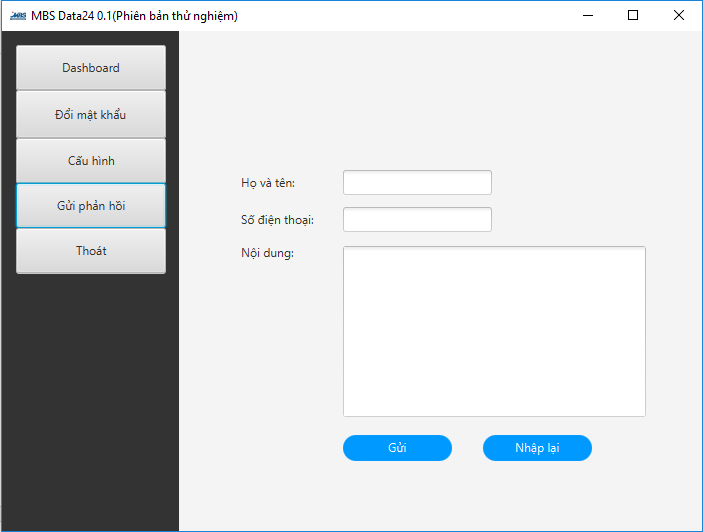 MBS MBS Data24 0.1(Phiên bản thử nghiệm)
Dashboard
Đổi mật khẩu
Cấu hình
Gửi phản hồi
Thoát
Họ và tên:
Số điện thoại:
Nội dung:
Gửi
Nhập lại